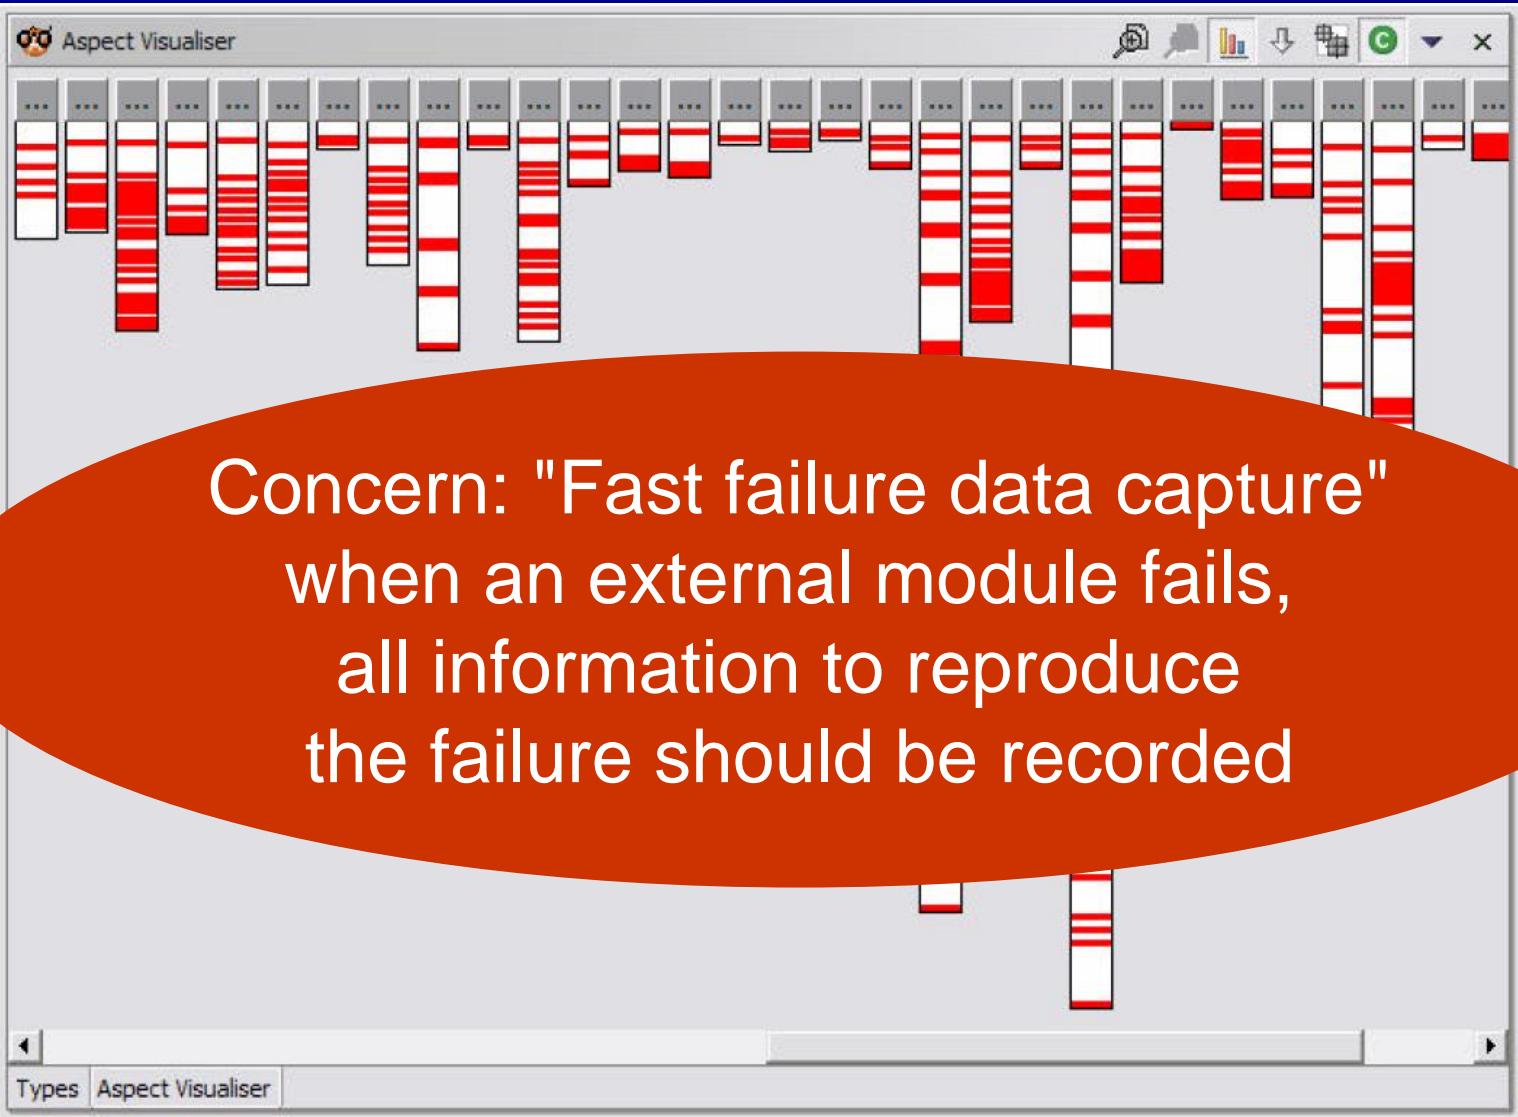 Aspect Visualiser
... ... ... ... ... ... ... ... ... ... ... ... ... ... ... ... ... ... ... ... ... ... ... ... ... ... ... ... ... ...
Concern: "Fast failure data capture"
when an external module fails,
all information to reproduce
the failure should be recorded
Types Aspect Visualiser